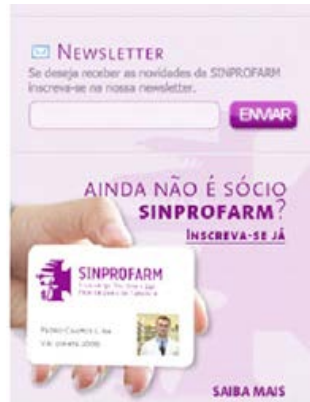 NEWSLETTER
Se deseja receber as novidades da SINPROFARM
inscreva-se na nossa newsletter.
ENVIAR
AINDA NÃO É SÓCIO
SINPROFARM?
INSCREVA-SE JÁ
SINPROFARM
SAIBA MAIS